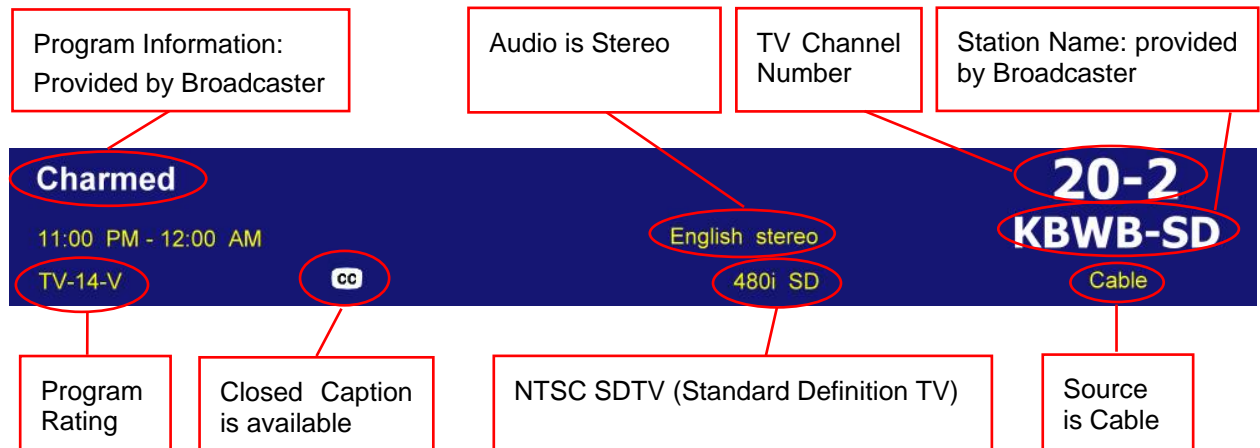 Program Information:
Provided by Broadcaster
Audio is Stereo
TV Channel
Number
Station Name: provided
by Broadcaster
Charmed
20-2
11:00 PM - 12:00 AM
English stereo
KBWB-SD
TV-14-V
CC
480i SD
Cable
Program
Rating
Closed Caption
is available
NTSC SDTV (Standard Definition TV)
Source
is Cable